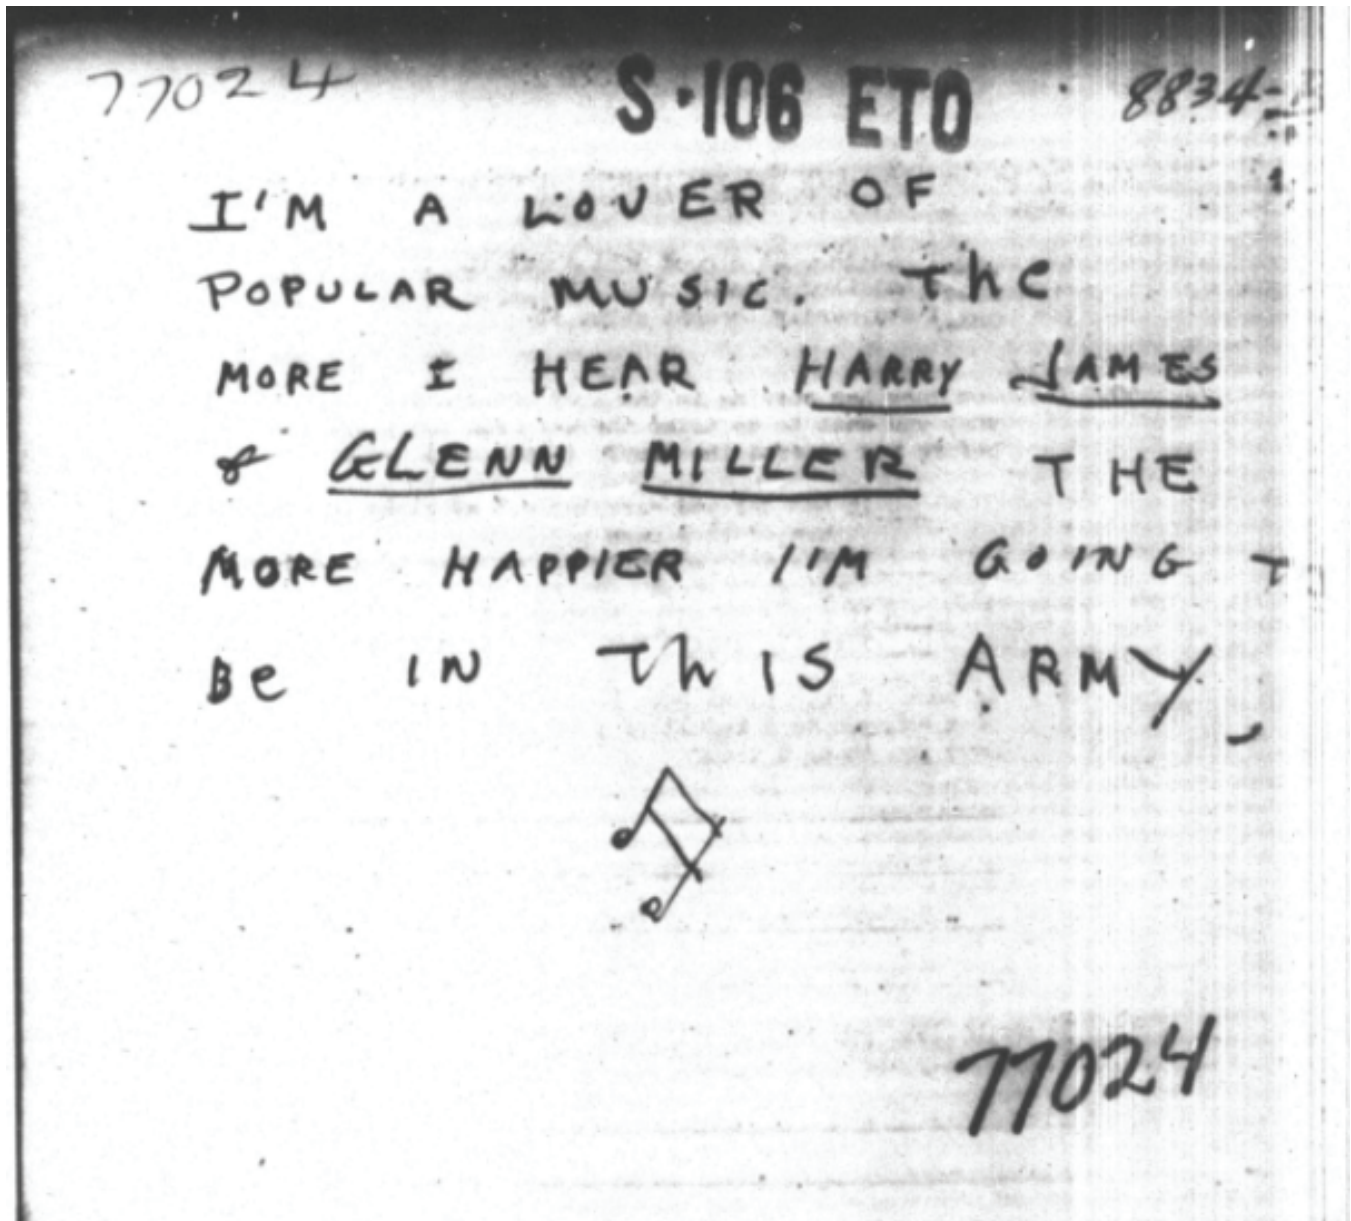 77024 S·106 ETO 8834-
I'M A LOVER OF
POPULAR MUSIC. The
MORE I HEAR HARRY JAMES
& GLENN MILLER THE
MORE HAPPIER I'M GOING T
Be IN ThIS ARMY,
77024